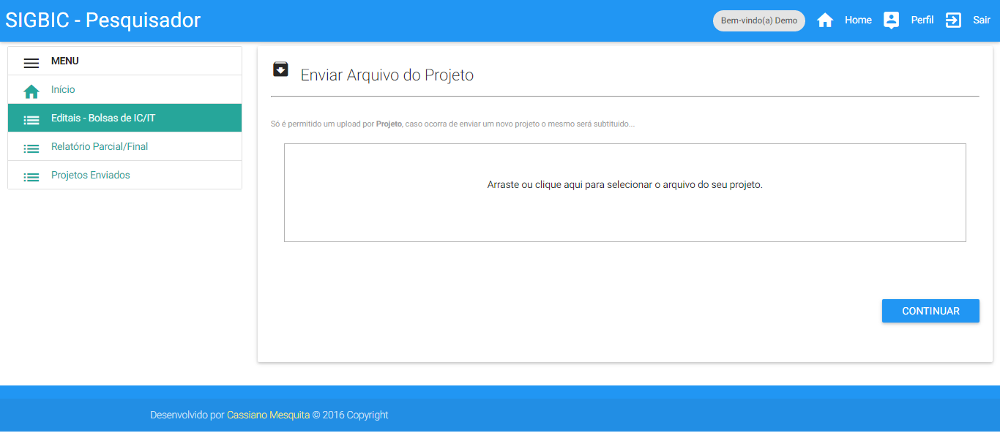 SIGBIC - Pesquisador
Bem-vindo(a) Demo
Home
Perfil
Sair
MENU
Início
Editais - Bolsas de IC/IT
Relatório Parcial/Final
Projetos Enviados
Enviar Arquivo do Projeto
Só é permitido um upload por Projeto, caso ocorra de enviar um novo projeto o mesmo será subtituido...
Arraste ou clique aqui para selecionar o arquivo do seu projeto.
CONTINUAR
Desenvolvido por Cassiano Mesquita © 2016 Copyright